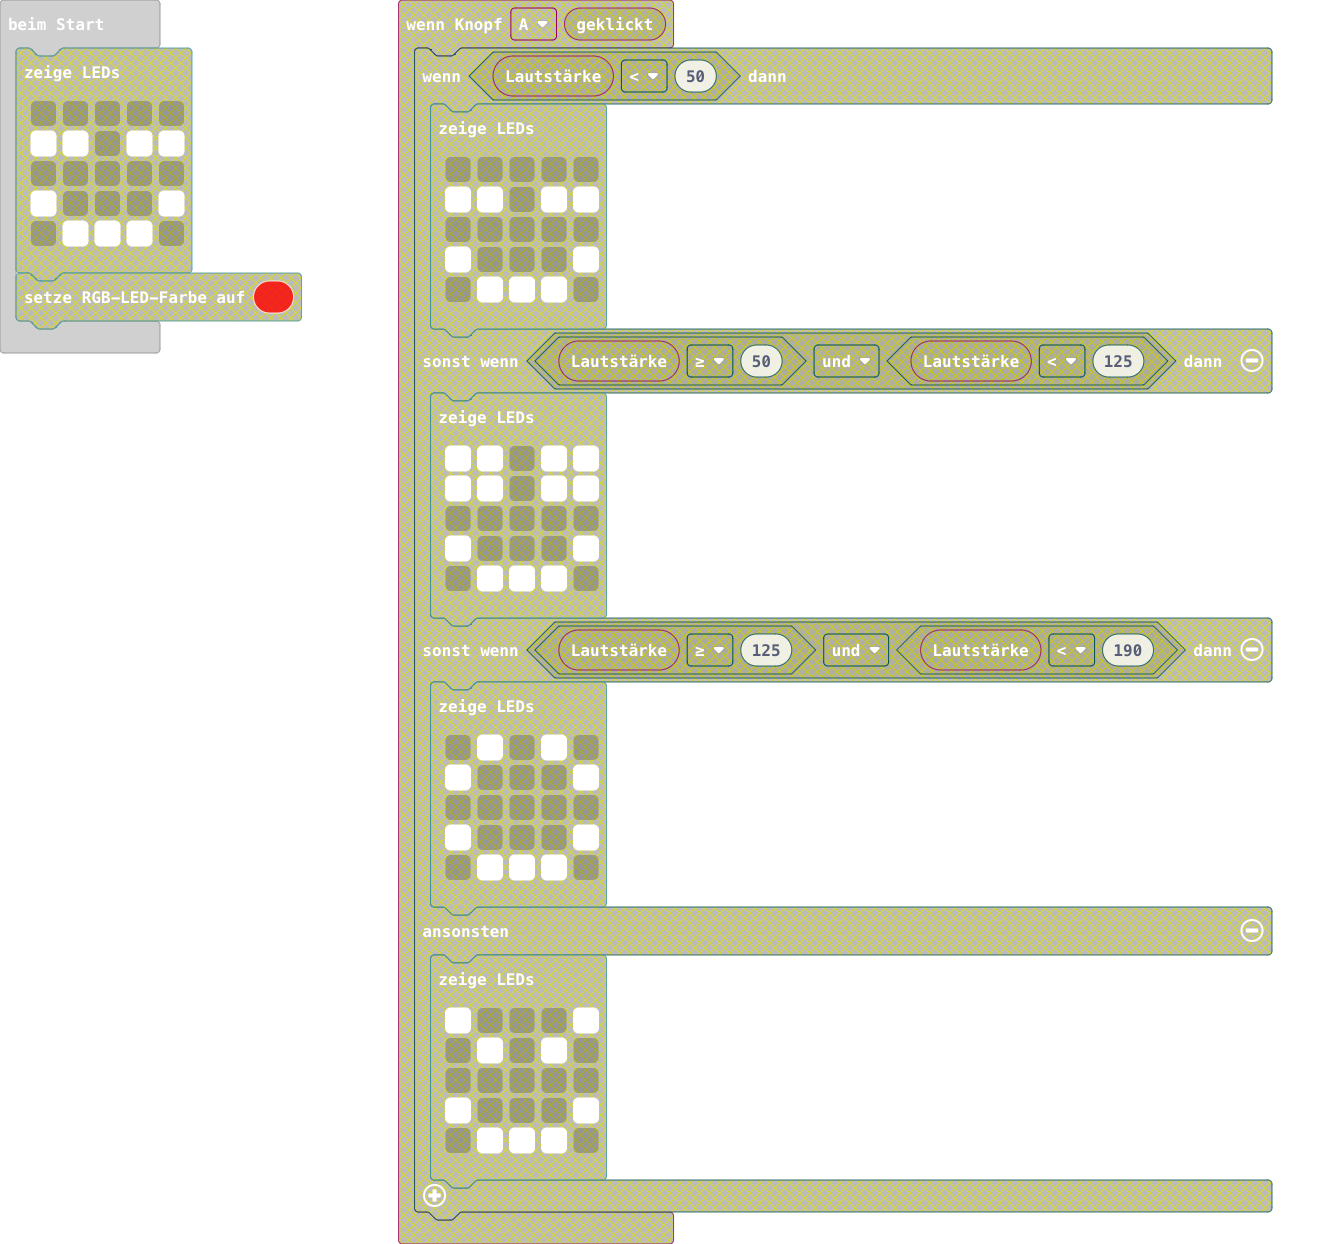 beim Start
zeige LEDs
setze RGB-LED-Farbe auf
wenn Knopf A geklickt
wenn Lautstärke < 50 dann
zeige LEDs
sonst wenn Lautstärke ≥ 50 und Lautstärke < 125 dann
zeige LEDs
sonst wenn Lautstärke ≥ 125 und Lautstärke < 190 dann
zeige LEDs
ansonsten
zeige LEDs